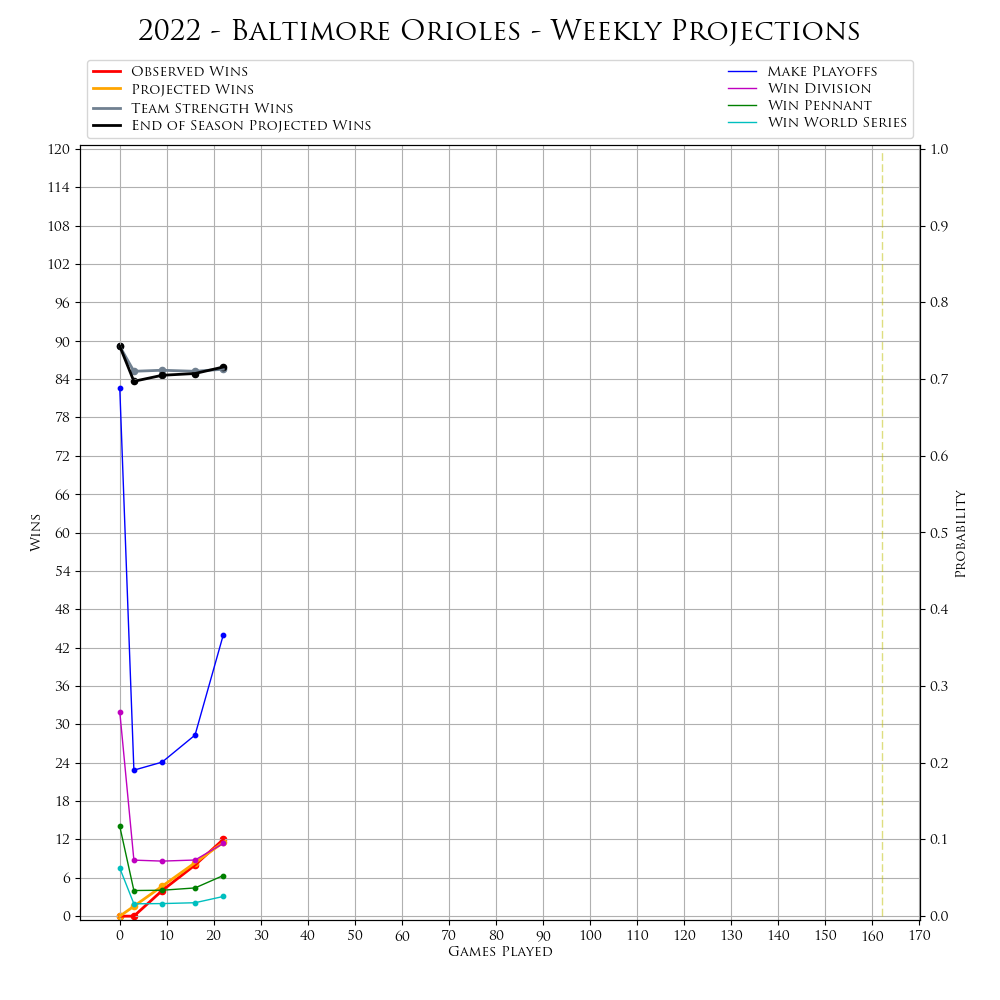 2022 - Baltimore Orioles - Weekly Projections
Observed Wins
Projected Wins
Team Strength Wins
End of Season Projected Wins
Make Playoffs
Win Division
Win Pennant
Win World Series
120
114
108
102
96
90
84
78
72
66
60
54
48
42
36
30
24
18
12
6
0
Wins
1.0
0.9
0.8
0.7
0.6
0.5
0.4
0.3
0.2
0.1
0.0
Probability
0 10 20 30 40 50 60 70 80 90 100 110 120 130 140 150 160 170
Games Played